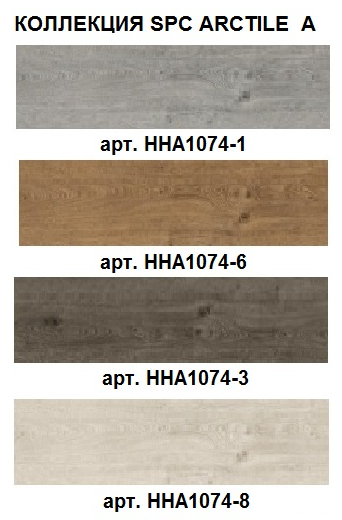 КОЛЛЕКЦИЯ SPC ARCTILE A
арт. HHA1074-1
арт. HHA1074-6
арт. HHA1074-3
арт. HHA1074-8